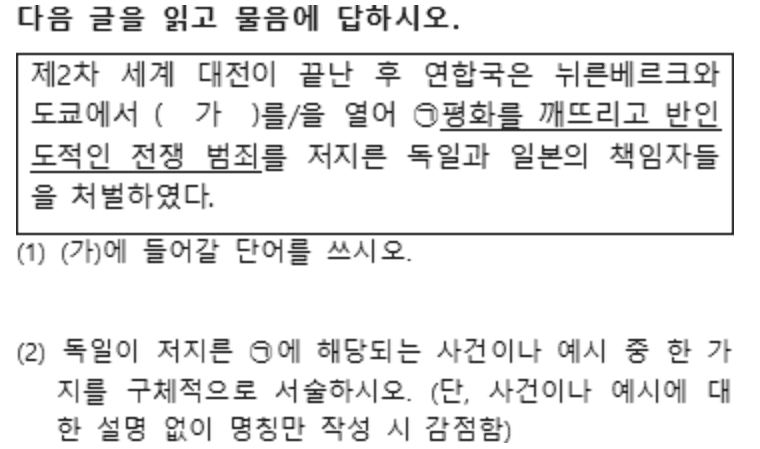 다음 글을 읽고 물음에 답하시오.
제2차 세계 대전이 끝난 후 연합국은 뉘른베르크와
도쿄에서 ( 가 )를/을 열어 ㉠평화를 깨뜨리고 반인
도적인 전쟁 범죄를 저지른 독일과 일본의 책임자들
을 처벌하였다.
(1) (가)에 들어갈 단어를 쓰시오.
(2) 독일이 저지른 ㉠에 해당되는 사건이나 예시 중 한 가
지를 구체적으로 서술하시오. (단, 사건이나 예시에 대
한 설명 없이 명칭만 작성 시 감점함)